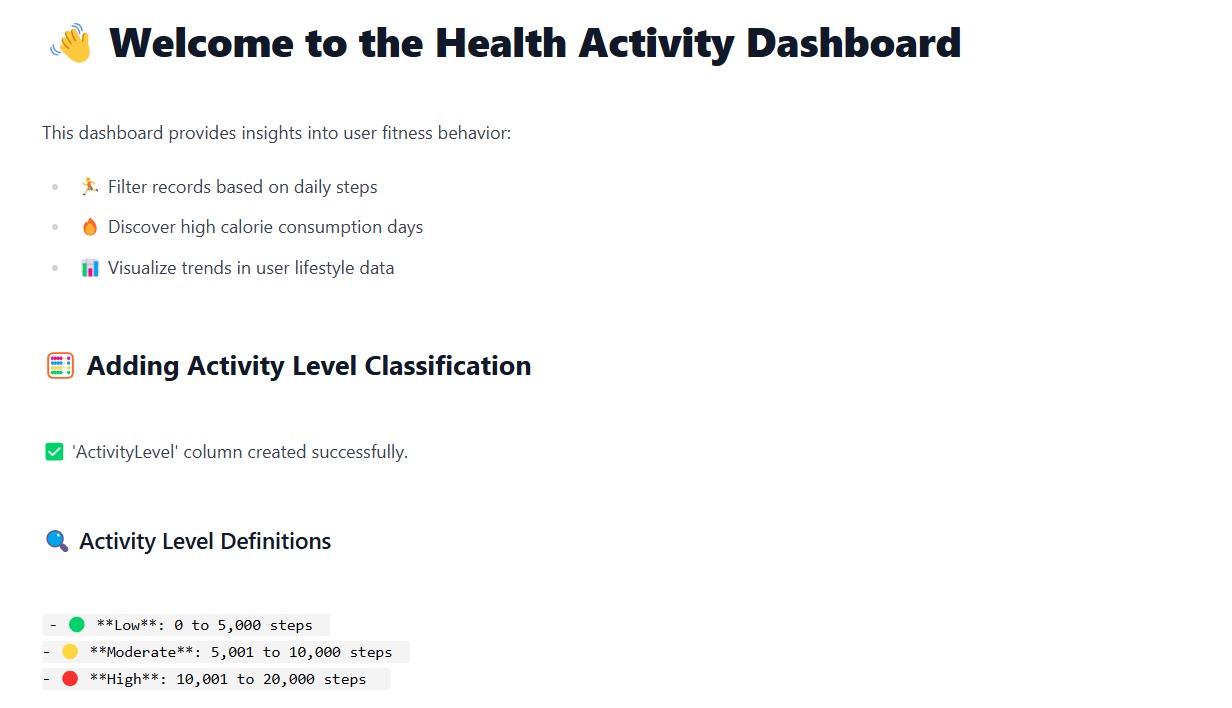 👋 Welcome to the Health Activity Dashboard
This dashboard provides insights into user fitness behavior:
• 🏃 Filter records based on daily steps
• 🔥 Discover high calorie consumption days
• 📊 Visualize trends in user lifestyle data
🧮 Adding Activity Level Classification
✅ 'ActivityLevel' column created successfully.
🔍 Activity Level Definitions
- 🟢 **Low**: 0 to 5,000 steps
- 🟡 **Moderate**: 5,001 to 10,000 steps
- 🔴 **High**: 10,001 to 20,000 steps